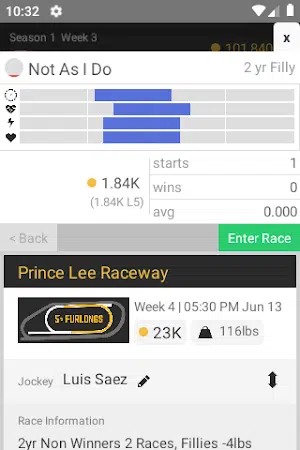 10:32
Season 1 Week 3
101,840
x
Not As I Do
2 yr Filly
1.84K
(1.84K L5)
starts 1
wins 0
avg 0.000
< Back
Enter Race
Prince Lee Raceway
5½ FURLONGS
Week 4 | 05:30 PM Jun 13
23K
116lbs
Jockey Luis Saez
Race Information
2yr Non Winners 2 Races, Fillies -4lbs